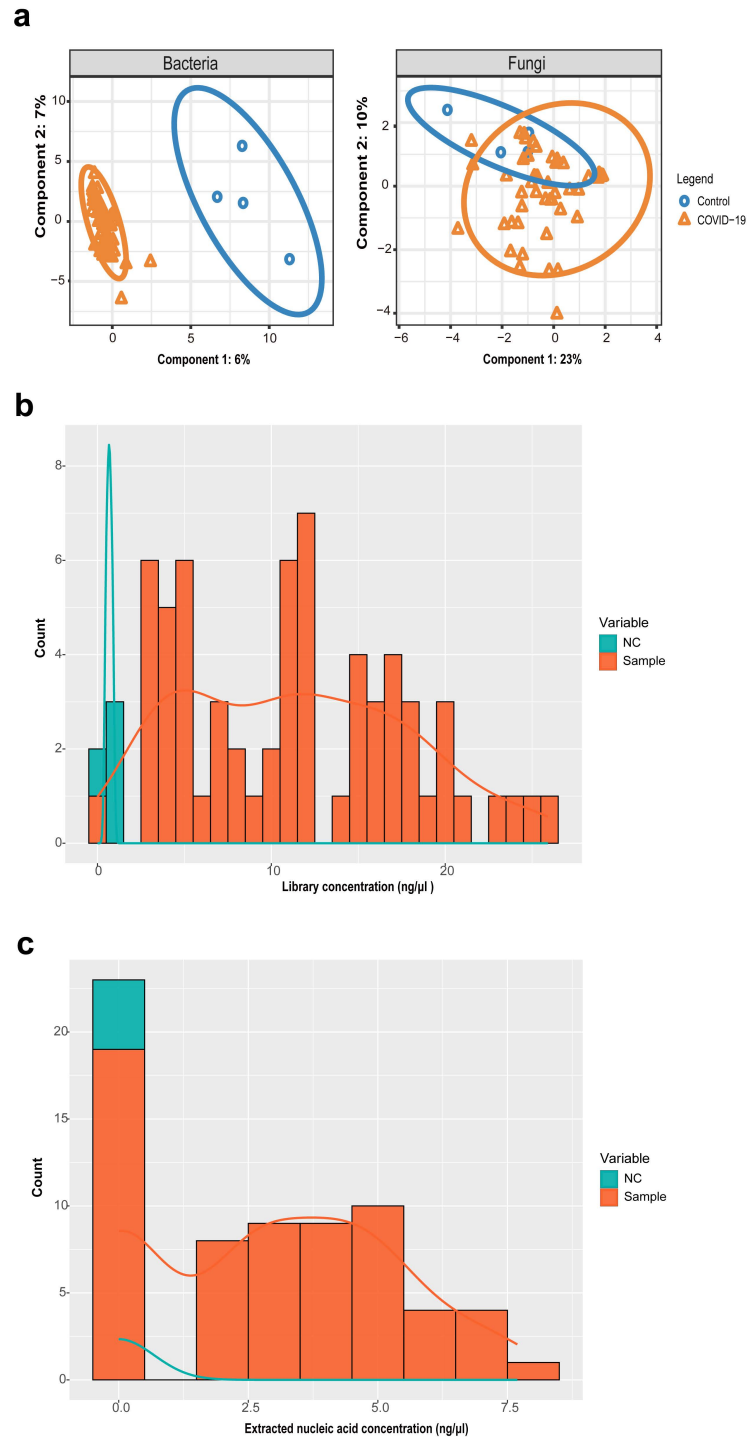 a
Bacteria
Fungi
Component 2: 7%
10
5
0
−5
0
5
10
Component 1: 6%
Component 2: 10%
2
0
−2
−4
−6
−4
−2
0
2
4
Component 1: 23%
Legend
Control
COVID−19
b
Count
8
6
4
2
0
0
10
20
Library concentration (ng/µl )
Variable
NC
Sample
c
Count
20
15
10
5
0
0.0
2.5
5.0
7.5
Extracted nucleic acid concentration (ng/µl)
Variable
NC
Sample